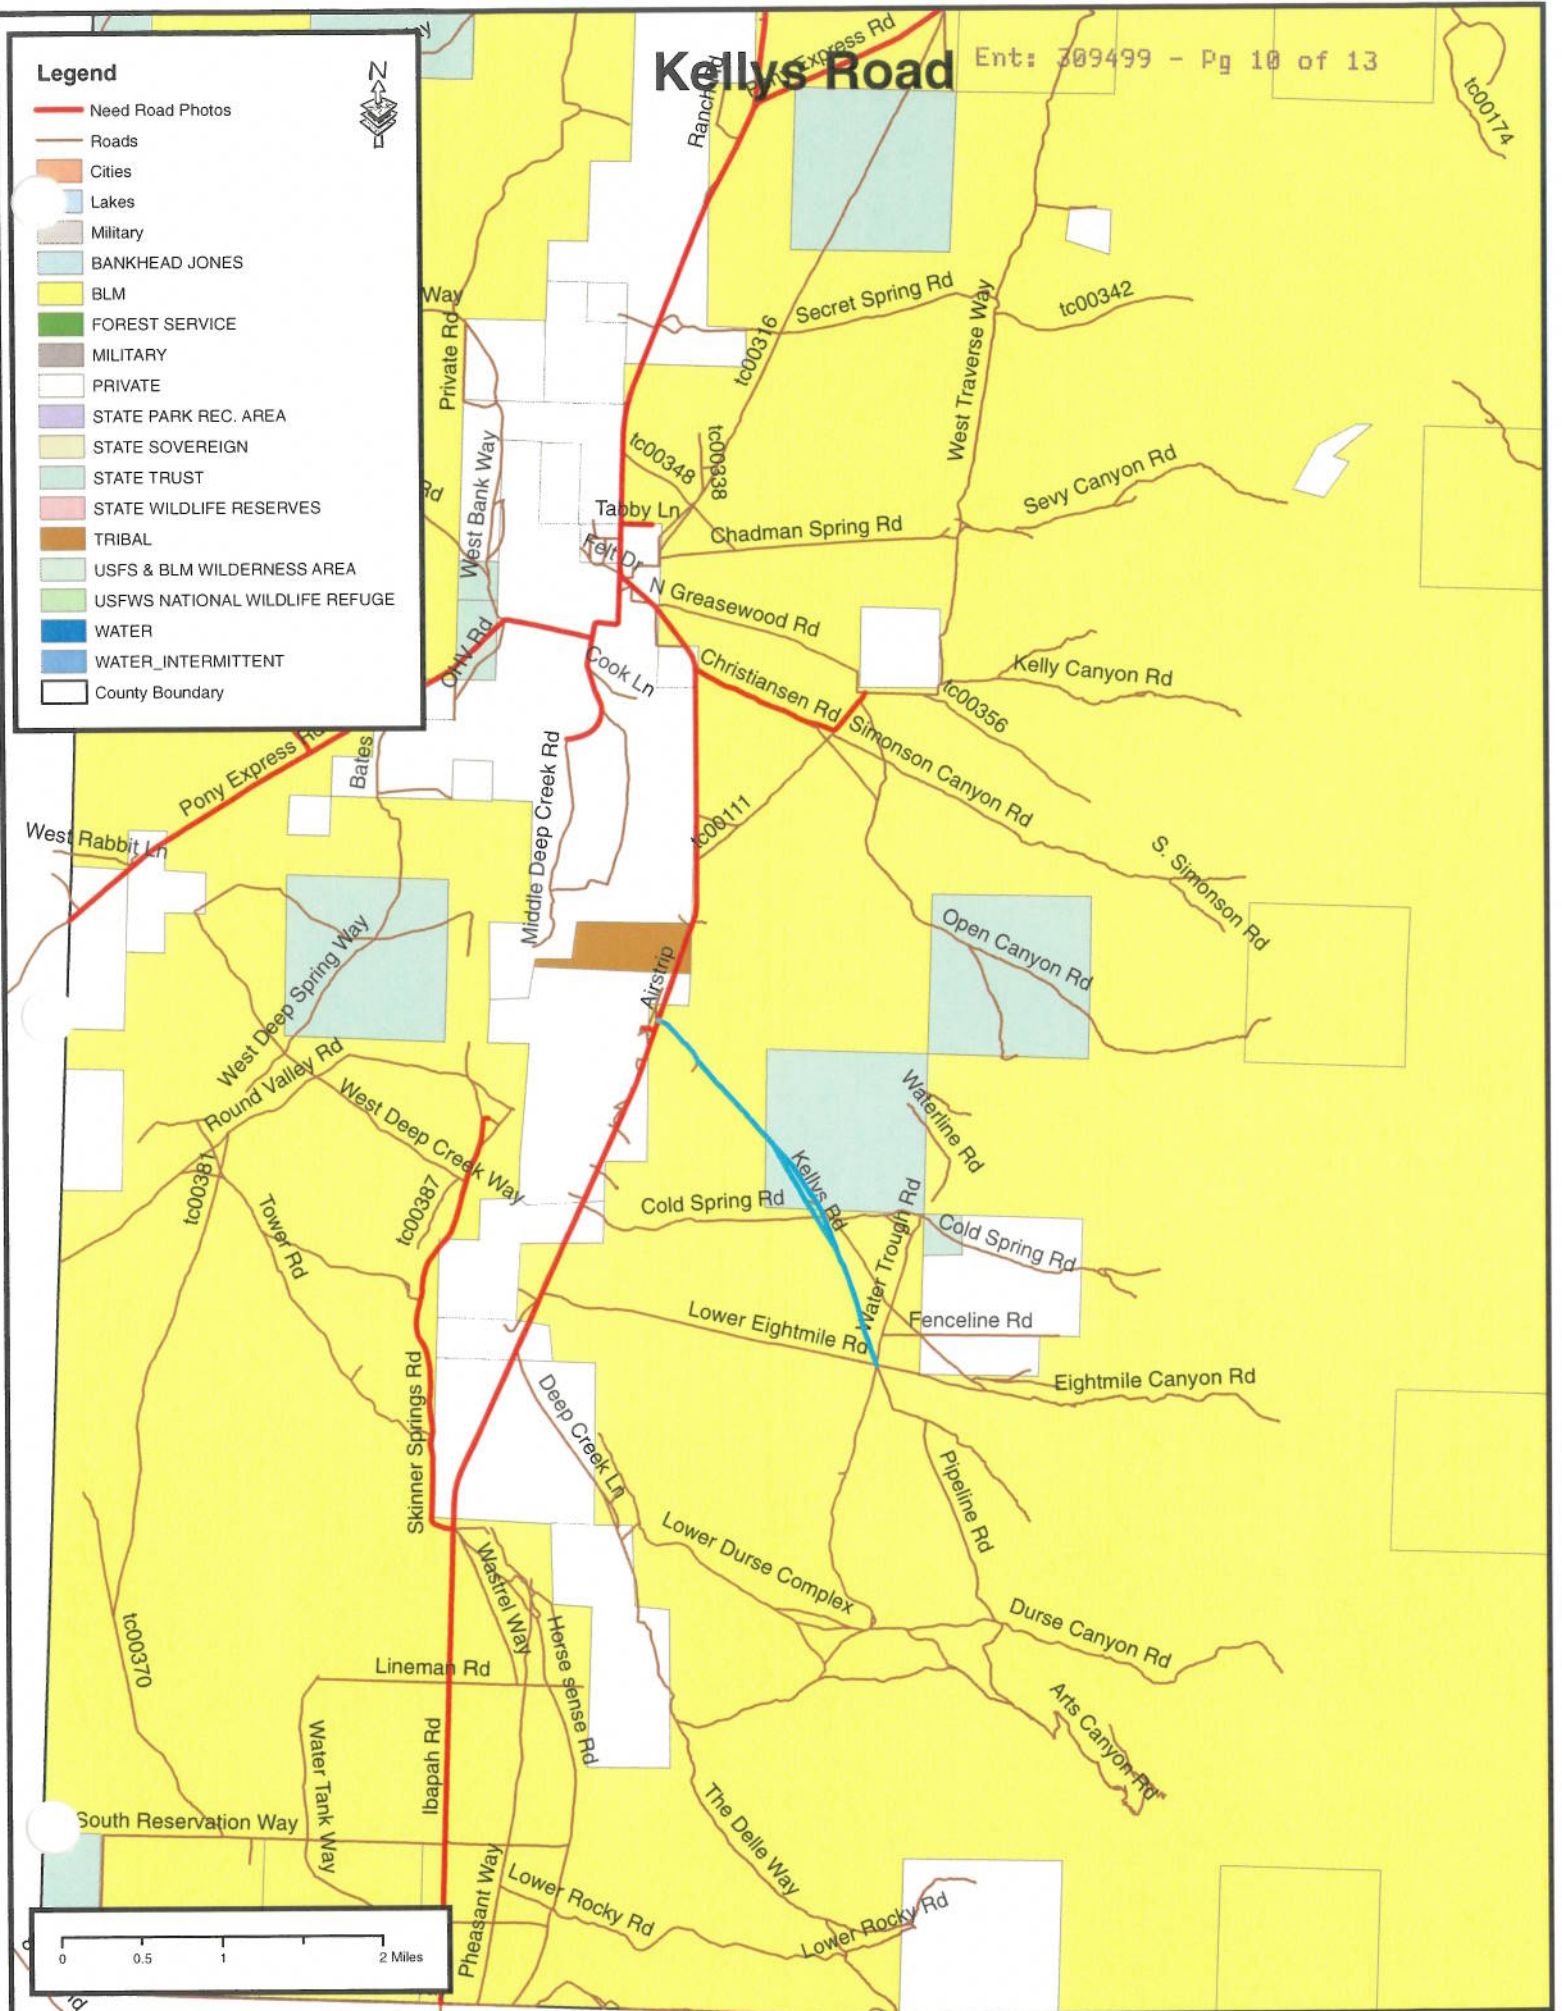 Kellys Road
Ent: 309499 - Pg 10 of 13
Legend
N
Need Road Photos
Roads
Cities
Lakes
Military
BANKHEAD JONES
BLM
FOREST SERVICE
MILITARY
PRIVATE
STATE PARK REC. AREA
STATE SOVEREIGN
STATE TRUST
STATE WILDLIFE RESERVES
TRIBAL
USFS & BLM WILDERNESS AREA
USFWS NATIONAL WILDLIFE REFUGE
WATER
WATER_INTERMITTENT
County Boundary
Express Rd
tc00174
Way
Private Rd
Secret Spring Rd
tc00342
tc00316
West Traverse Way
West Bank Way
Rd
tc00348
tc00338
Tabby Ln
Felt Dr
Chadman Spring Rd
Sevy Canyon Rd
N Greasewood Rd
OHV Rd
Cook Ln
Christiansen Rd
Kelly Canyon Rd
tc00356
Simonson Canyon Rd
S. Simonson Rd
Pony Express Rd
Bates
West Rabbit Ln
Middle Deep Creek Rd
tc00111
Open Canyon Rd
West Deep Spring Way
Airstrip
Round Valley Rd
West Deep Creek Way
Waterline Rd
Kellys Rd
tc00381
tc00387
Tower Rd
Cold Spring Rd
Water Trough Rd
Cold Spring Rd
Lower Eightmile Rd
Fenceline Rd
Eightmile Canyon Rd
Skinner Springs Rd
Deep Creek Ln
Pipeline Rd
Lower Durse Complex
Wastrel Way
Horse sense Rd
Durse Canyon Rd
tc00370
Lineman Rd
Arts Canyon Rd
Water Tank Way
Ibapah Rd
South Reservation Way
The Delle Way
Pheasant Way
Lower Rocky Rd
Lower Rocky Rd
0 0.5 1 2 Miles